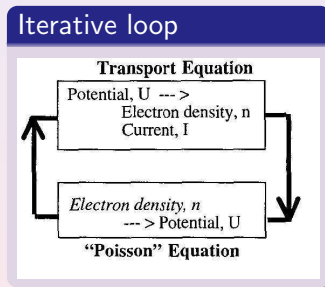 Iterative loop
Transport Equation
Potential, U --- >
Electron density, n
Current, I
Electron density, n
--- > Potential, U
“Poisson” Equation